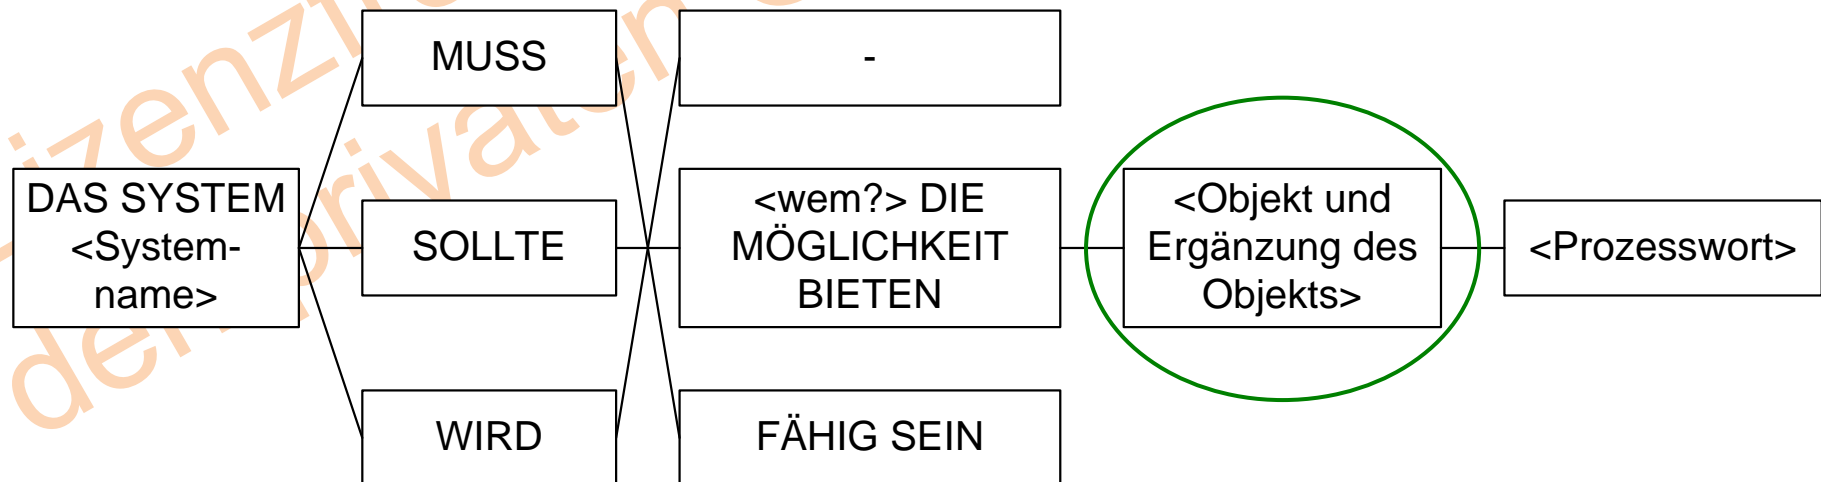 DAS SYSTEM
<System-
name>
MUSS
SOLLTE
WIRD
-
<wem?> DIE
MÖGLICHKEIT
BIETEN
FÄHIG SEIN
<Objekt und
Ergänzung des
Objekts>
<Prozesswort>